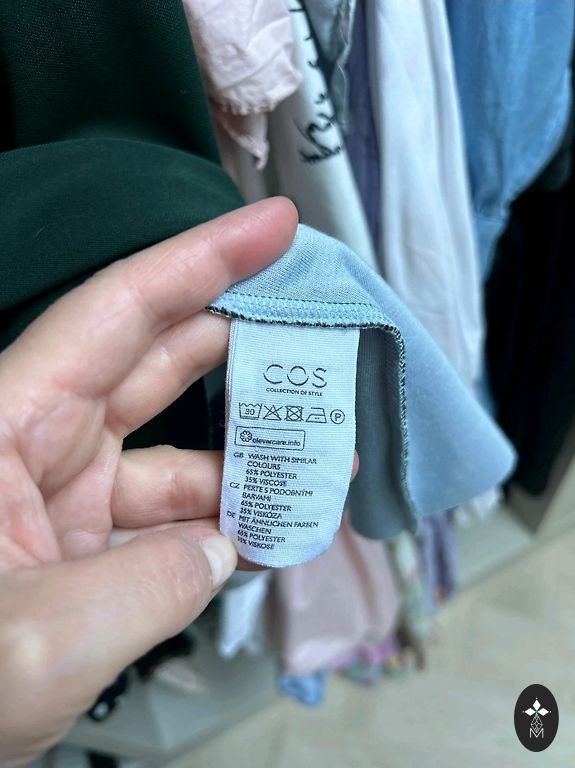 COS
COLLECTION OF STYLE
30 P
clevercare.info
GB WASH WITH SIMILAR
COLOURS
65% POLYESTER
35% VISCOSE
CZ PERTE S PODOBNÝMI
BARVAMI
65% POLYESTER
35% VISKÓZA
DE MIT ÄHNLICHEN FARBEN
WASCHEN
65% POLYESTER
35% VISKOSE